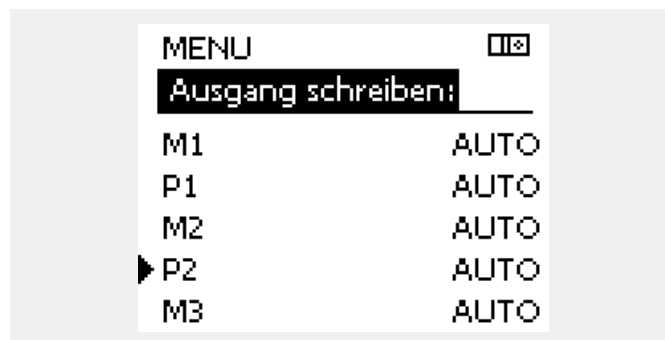 MENU
Ausgang schreiben:
M1 AUTO
P1 AUTO
M2 AUTO
P2 AUTO
M3 AUTO